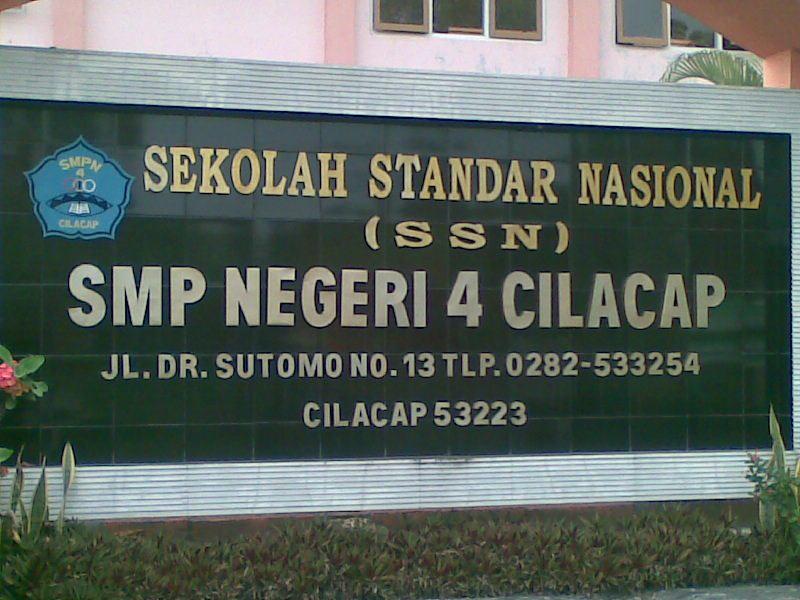 SMPN
4
CILACAP
SEKOLAH STANDAR NASIONAL
(SSN)
SMP NEGERI 4 CILACAP
JL. DR. SUTOMO NO. 13 TLP. 0282-533254
CILACAP 53223